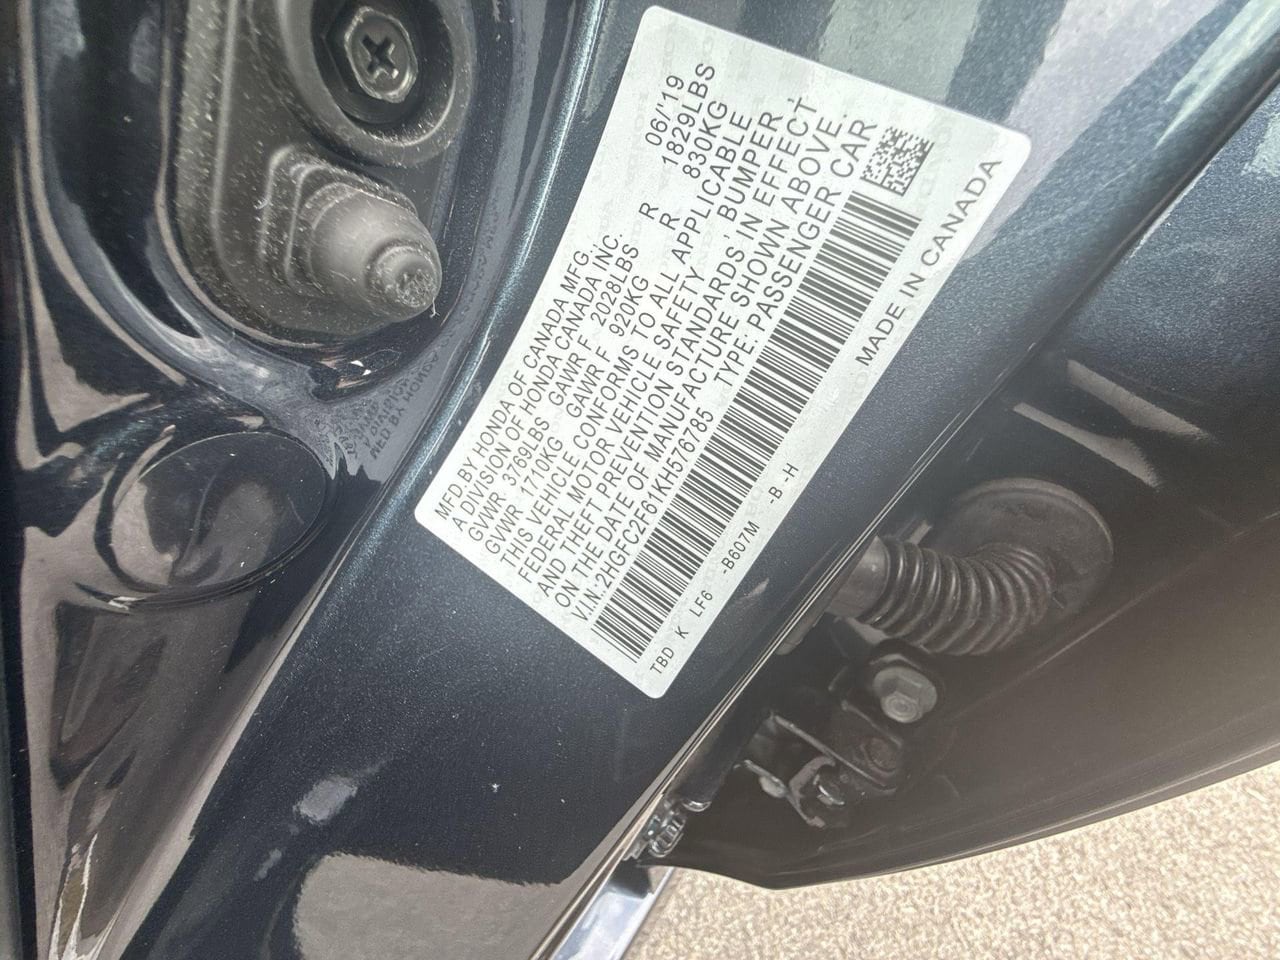 MFD.BY HONDA OF CANADA MFG. 06/'19
A DIVISION OF HONDA CANADA INC.
GVWR 3769LBS GAWR F 2028LBS R 1829LBS
GVWR 1710KG GAWR F 920KG R 830KG
THIS VEHICLE CONFORMS TO ALL APPLICABLE
FEDERAL MOTOR VEHICLE SAFETY BUMPER,
AND THEFT PREVENTION STANDARDS IN EFFECT
ON THE DATE OF MANUFACTURE SHOWN ABOVE.
V.I.N:2HGFC2F61KH576785 TYPE: PASSENGER CAR
TBD K LF6 -B607M -B -H
MADE IN CANADA